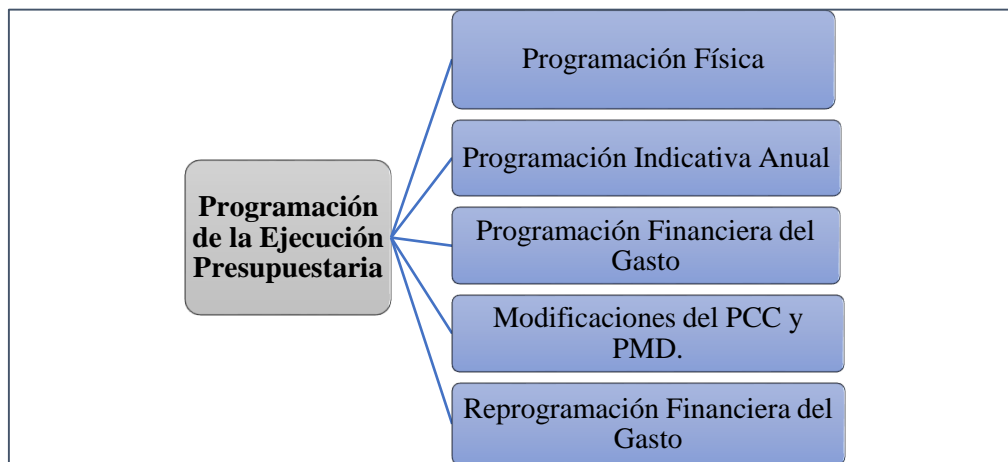 Programación
de la Ejecución
Presupuestaria
Programación Física
Programación Indicativa Anual
Programación Financiera del
Gasto
Modificaciones del PCC y
PMD.
Reprogramación Financiera del
Gasto